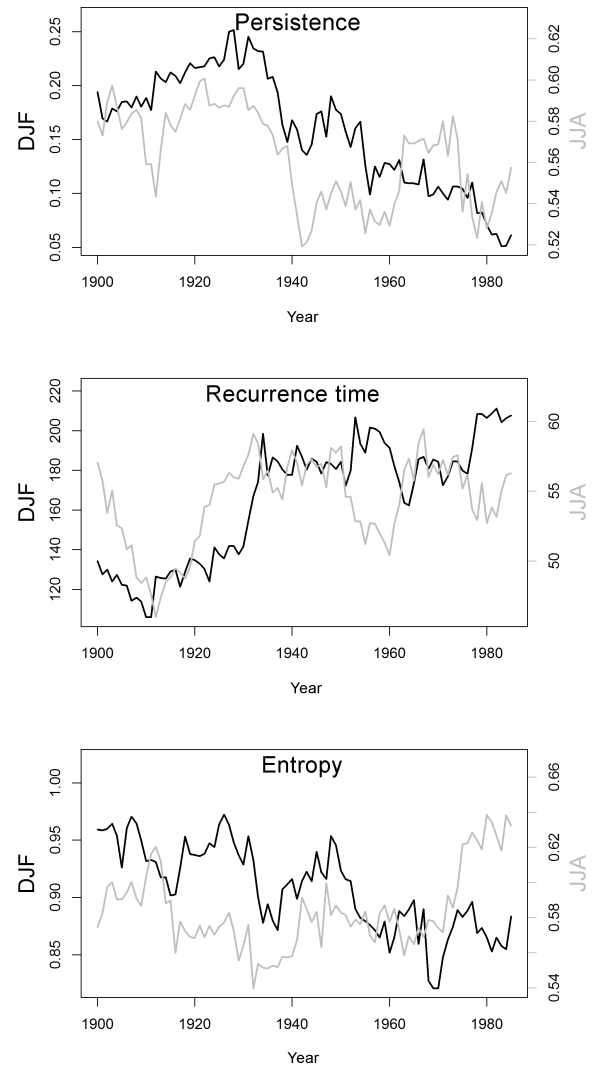 Persistence
DJF
0.05 0.10 0.15 0.20 0.25
JJA
0.52 0.54 0.56 0.58 0.60 0.62
1900 1920 1940 1960 1980
Year
Recurrence time
DJF
120 140 160 180 200 220
JJA
50 55 60
1900 1920 1940 1960 1980
Year
Entropy
DJF
0.85 0.90 0.95 1.00
JJA
0.54 0.58 0.62 0.66
1900 1920 1940 1960 1980
Year